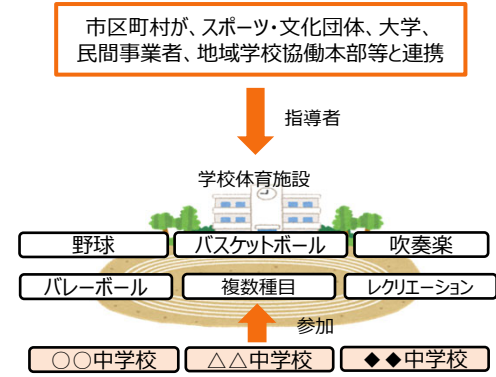 市区町村が、スポーツ・文化団体、大学、
民間事業者、地域学校協働本部等と連携
指導者
学校体育施設
野球
バスケットボール
吹奏楽
バレーボール
複数種目
レクリエーション
参加
○○中学校
△△中学校
◆◆中学校